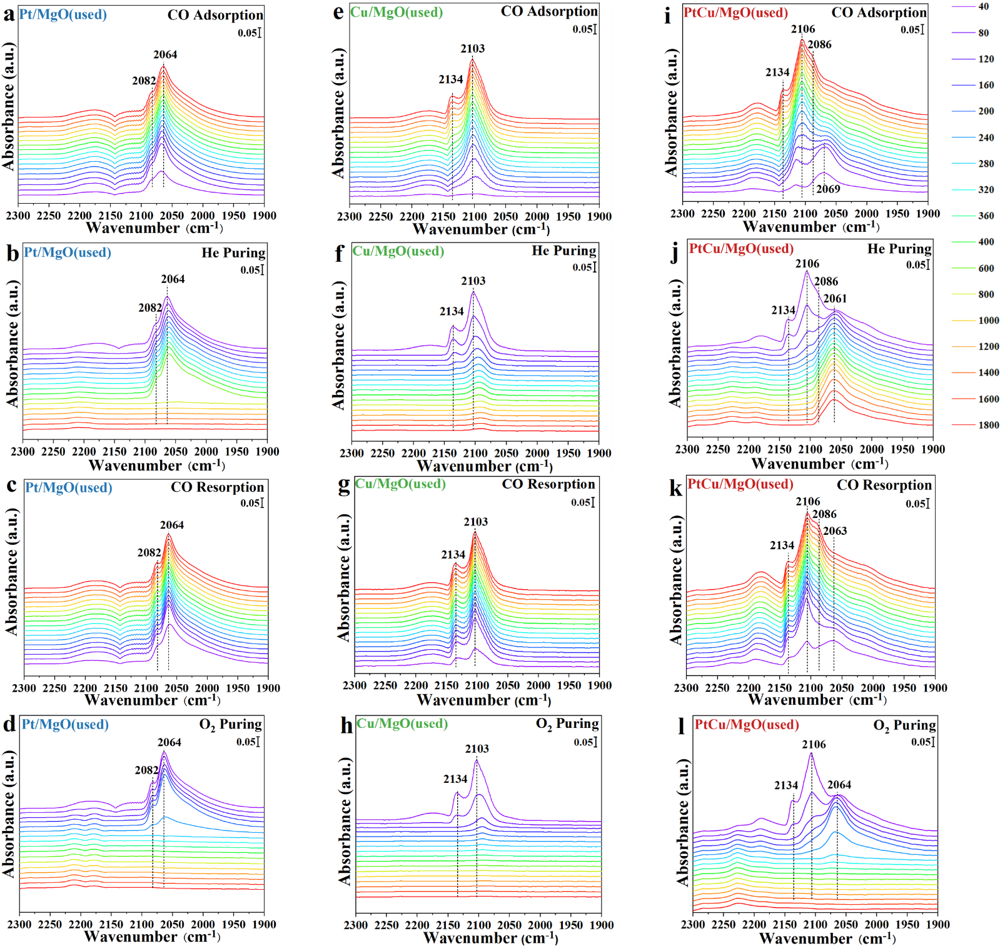 a
Pt/MgO(used)
CO Adsorption
0.05
2064
2082
Absorbance (a.u.)
2300 2250 2200 2150 2100 2050 2000 1950 1900
Wavenumber (cm-1)
e
Cu/MgO(used)
CO Adsorption
0.05
2103
2134
Absorbance (a.u.)
2300 2250 2200 2150 2100 2050 2000 1950 1900
Wavenumber (cm-1)
i
PtCu/MgO(used)
CO Adsorption
0.05
2106
2086
2134
2069
Absorbance (a.u.)
2300 2250 2200 2150 2100 2050 2000 1950 1900
Wavenumber (cm-1)
40
80
120
160
200
240
280
320
360
400
600
800
1000
1200
1400
1600
1800
b
Pt/MgO(used)
He Puring
0.05
2064
2082
Absorbance (a.u.)
2300 2250 2200 2150 2100 2050 2000 1950 1900
Wavenumber (cm-1)
f
Cu/MgO(used)
He Puring
0.05
2103
2134
Absorbance (a.u.)
2300 2250 2200 2150 2100 2050 2000 1950 1900
Wavenumber (cm-1)
j
PtCu/MgO(used)
He Puring
0.05
2106
2086
2061
2134
Absorbance (a.u.)
2300 2250 2200 2150 2100 2050 2000 1950 1900
Wavenumber (cm-1)
c
Pt/MgO(used)
CO Resorption
0.05
2064
2082
Absorbance (a.u.)
2300 2250 2200 2150 2100 2050 2000 1950 1900
Wavenumber (cm-1)
g
Cu/MgO(used)
CO Resorption
0.05
2103
2134
Absorbance (a.u.)
2300 2250 2200 2150 2100 2050 2000 1950 1900
Wavenumber (cm-1)
k
PtCu/MgO(used)
CO Resorption
0.05
2106
2086
2063
2134
Absorbance (a.u.)
2300 2250 2200 2150 2100 2050 2000 1950 1900
Wavenumber (cm-1)
d
Pt/MgO(used)
O2 Puring
0.05
2064
2082
Absorbance (a.u.)
2300 2250 2200 2150 2100 2050 2000 1950 1900
Wavenumber (cm-1)
h
Cu/MgO(used)
O2 Puring
0.05
2103
2134
Absorbance (a.u.)
2300 2250 2200 2150 2100 2050 2000 1950 1900
Wavenumber (cm-1)
l
PtCu/MgO(used)
O2 Puring
0.05
2106
2134
2064
Absorbance (a.u.)
2300 2250 2200 2150 2100 2050 2000 1950 1900
Wavenumber (cm-1)